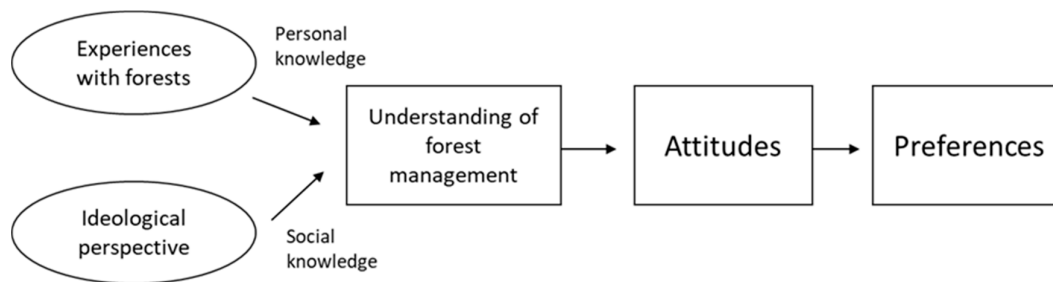 Experiences
with forests
Personal
knowledge
Understanding of
forest
management
Attitudes
Preferences
Ideological
perspective
Social
knowledge